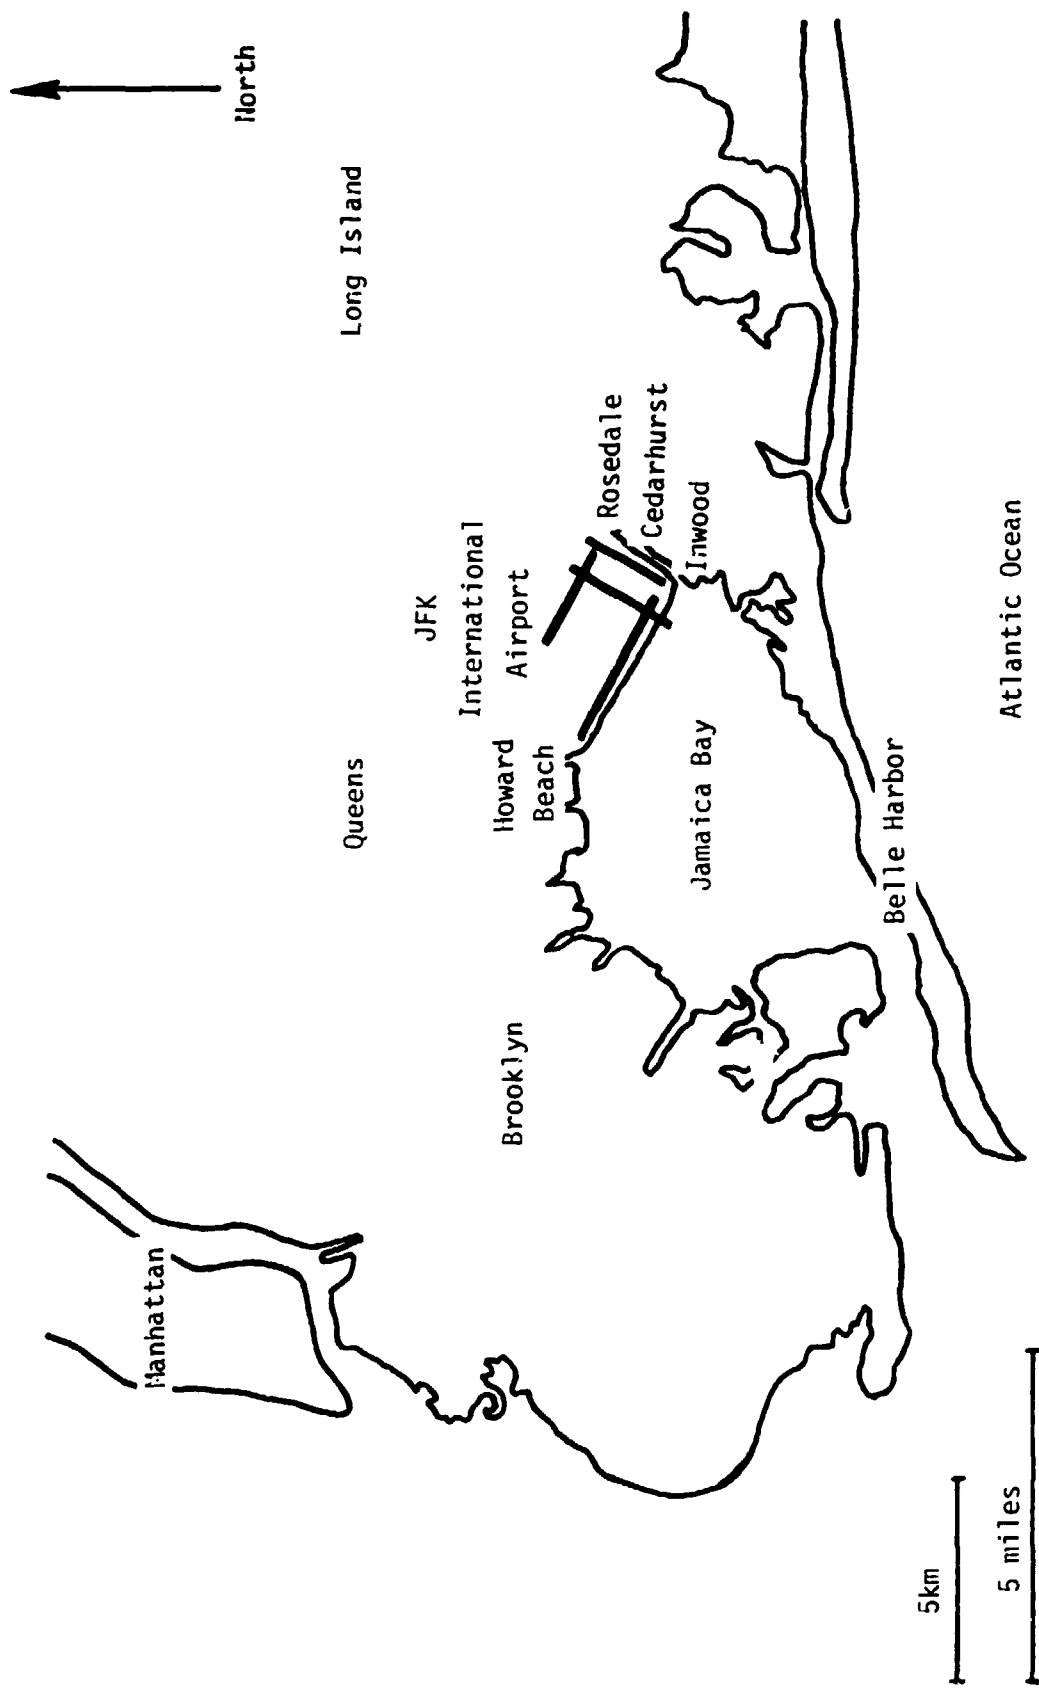 North
Long Island
Manhattan
Queens
JFK
International
Airport
Howard
Beach
Brooklyn
Rosedale
Cedarhurst
Inwood
Jamaica Bay
Belle Harbor
Atlantic Ocean
5km
5 miles